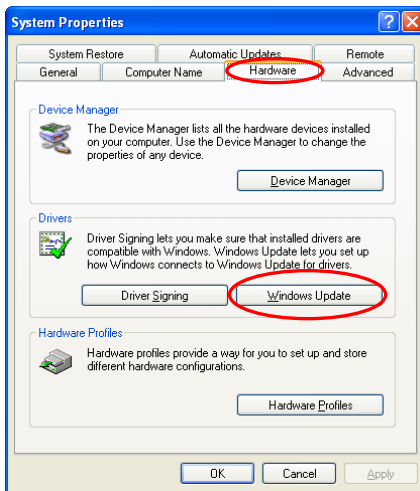 System Properties
System Restore Automatic Updates Remote
General Computer Name Hardware Advanced
Device Manager
The Device Manager lists all the hardware devices installed
on your computer. Use the Device Manager to change the
properties of any device.
Device Manager
Drivers
Driver Signing lets you make sure that installed drivers are
compatible with Windows. Windows Update lets you set up
how Windows connects to Windows Update for drivers.
Driver Signing Windows Update
Hardware Profiles
Hardware profiles provide a way for you to set up and store
different hardware configurations.
Hardware Profiles
OK Cancel Apply